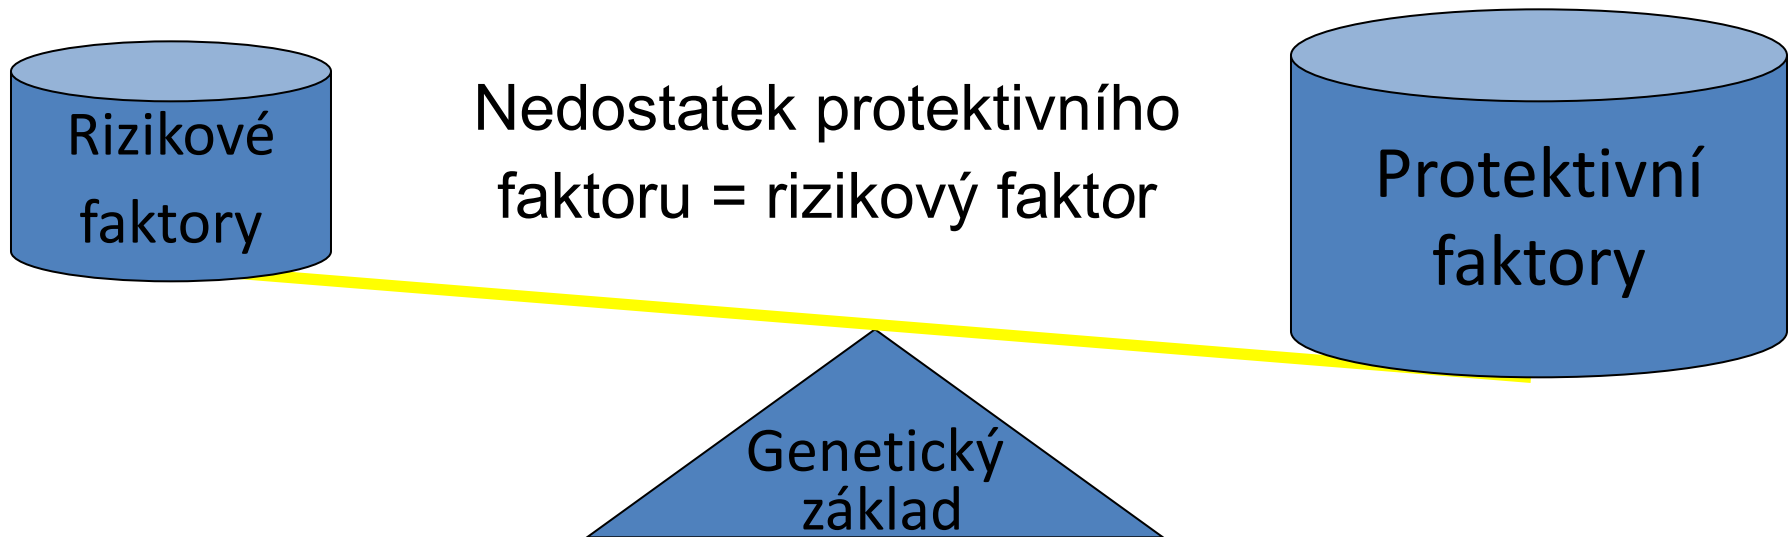 Rizikové
faktory
Nedostatek protektivního
faktoru = rizikový faktor
Protektivní
faktory
Genetický
základ